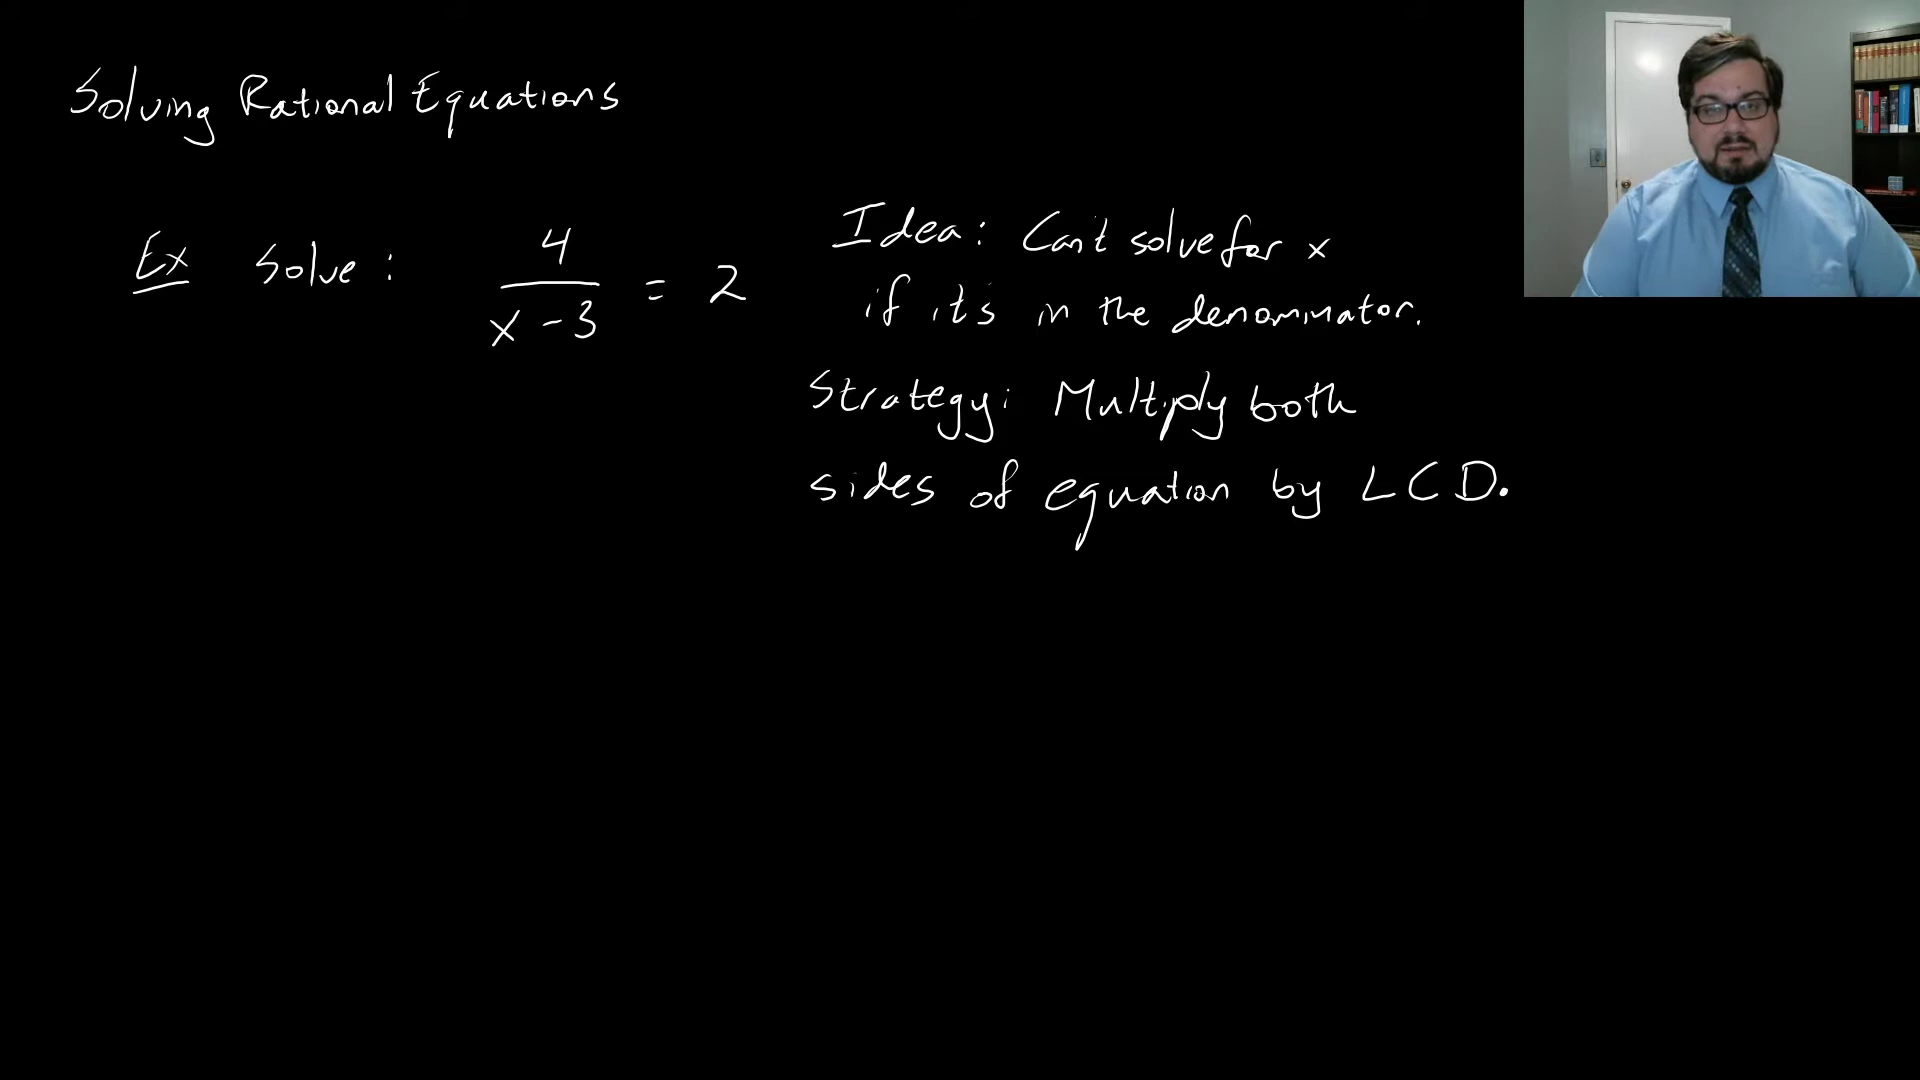 Solving Rational Equations
Ex Solve: 4/(x-3) = 2
Idea: Can't solve for x
if it's in the denominator.
Strategy: Multiply both
sides of equation by LCD.